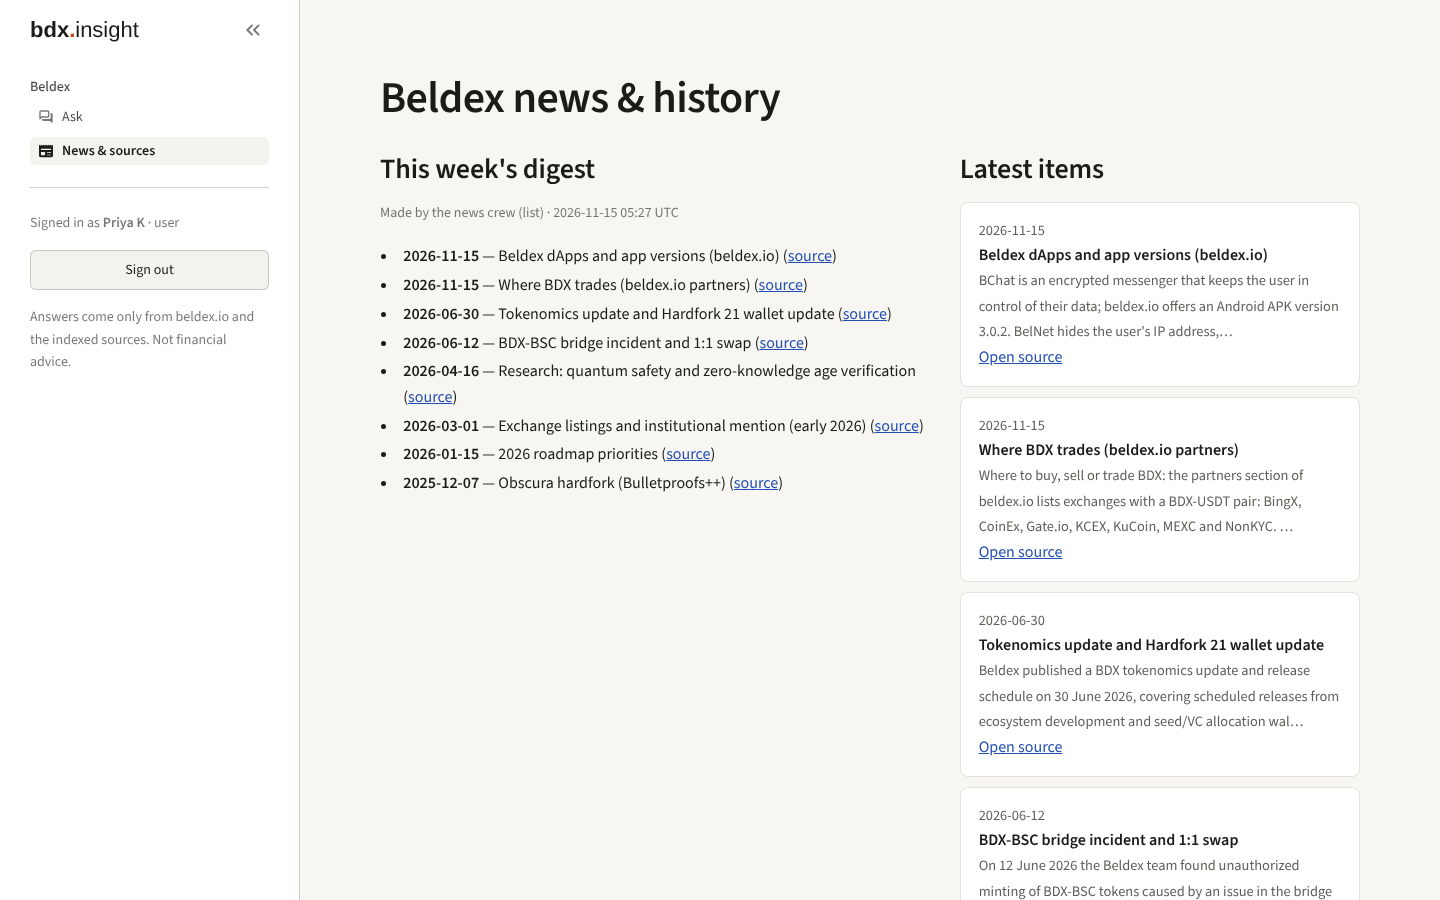 bdx.insight
Beldex
Ask
News & sources
Signed in as Priya K · user
Sign out
Answers come only from beldex.io and
the indexed sources. Not financial
advice.
Beldex news & history
This week's digest
Made by the news crew (list) · 2026-11-15 05:27 UTC
• 2026-11-15 — Beldex dApps and app versions (beldex.io) (source)
• 2026-11-15 — Where BDX trades (beldex.io partners) (source)
• 2026-06-30 — Tokenomics update and Hardfork 21 wallet update (source)
• 2026-06-12 — BDX-BSC bridge incident and 1:1 swap (source)
• 2026-04-16 — Research: quantum safety and zero-knowledge age verification
(source)
• 2026-03-01 — Exchange listings and institutional mention (early 2026) (source)
• 2026-01-15 — 2026 roadmap priorities (source)
• 2025-12-07 — Obscura hardfork (Bulletproofs++) (source)
Latest items
2026-11-15
Beldex dApps and app versions (beldex.io)
BChat is an encrypted messenger that keeps the user in
control of their data; beldex.io offers an Android APK version
3.0.2. BelNet hides the user's IP address,…
Open source
2026-11-15
Where BDX trades (beldex.io partners)
Where to buy, sell or trade BDX: the partners section of
beldex.io lists exchanges with a BDX-USDT pair: BingX,
CoinEx, Gate.io, KCEX, KuCoin, MEXC and NonKYC. …
Open source
2026-06-30
Tokenomics update and Hardfork 21 wallet update
Beldex published a BDX tokenomics update and release
schedule on 30 June 2026, covering scheduled releases from
ecosystem development and seed/VC allocation wal…
Open source
2026-06-12
BDX-BSC bridge incident and 1:1 swap
On 12 June 2026 the Beldex team found unauthorized
minting of BDX-BSC tokens caused by an issue in the bridge